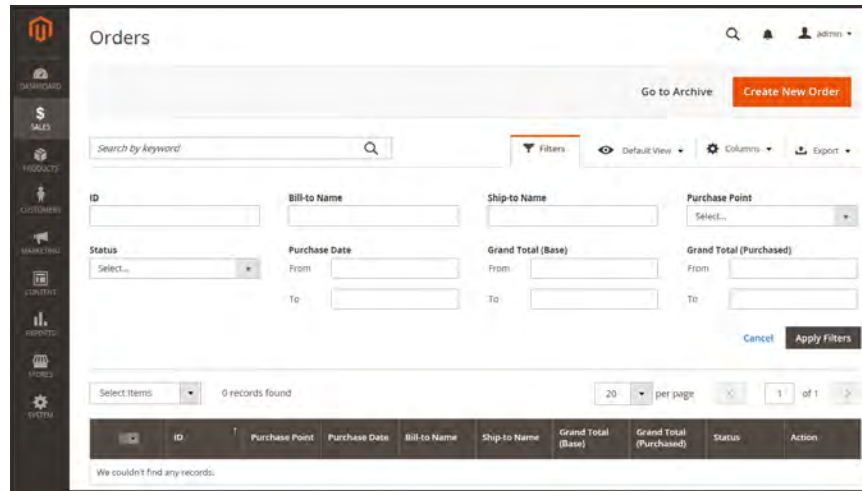 Orders
admin
DASHBOARD
SALES
PRODUCTS
CUSTOMERS
MARKETING
CONTENT
REPORTS
STORES
SYSTEM
Go to Archive Create New Order
Search by keyword Filters Default View Columns Export
ID Bill-to Name Ship-to Name Purchase Point
Select...
Status Purchase Date Grand Total (Base) Grand Total (Purchased)
Select... From From From
To To To
Cancel Apply Filters
Select Items 0 records found 20 per page 1 of 1
ID Purchase Point Purchase Date Bill-to Name Ship-to Name Grand Total (Base) Grand Total (Purchased) Status Action
We couldn't find any records.